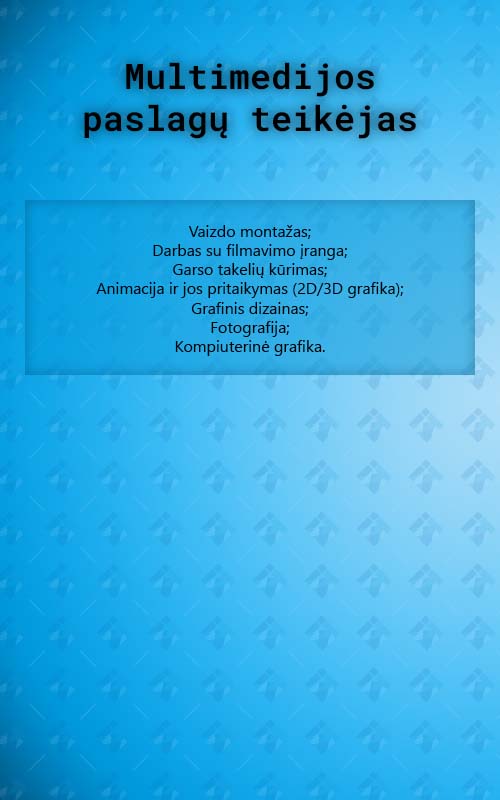 Multimedijos
paslagų teikėjas
Vaizdo montažas;
Darbas su filmavimo įranga;
Garso takelių kūrimas;
Animacija ir jos pritaikymas (2D/3D grafika);
Grafinis dizainas;
Fotografija;
Kompiuterinė grafika.